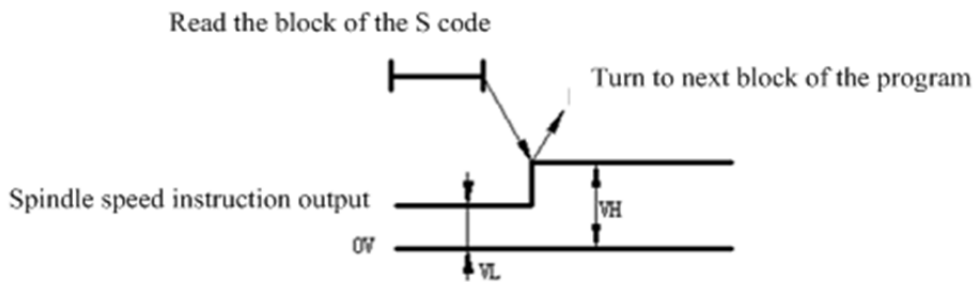 Read the block of the S code
Turn to next block of the program
Spindle speed instruction output
VH
0V
VL